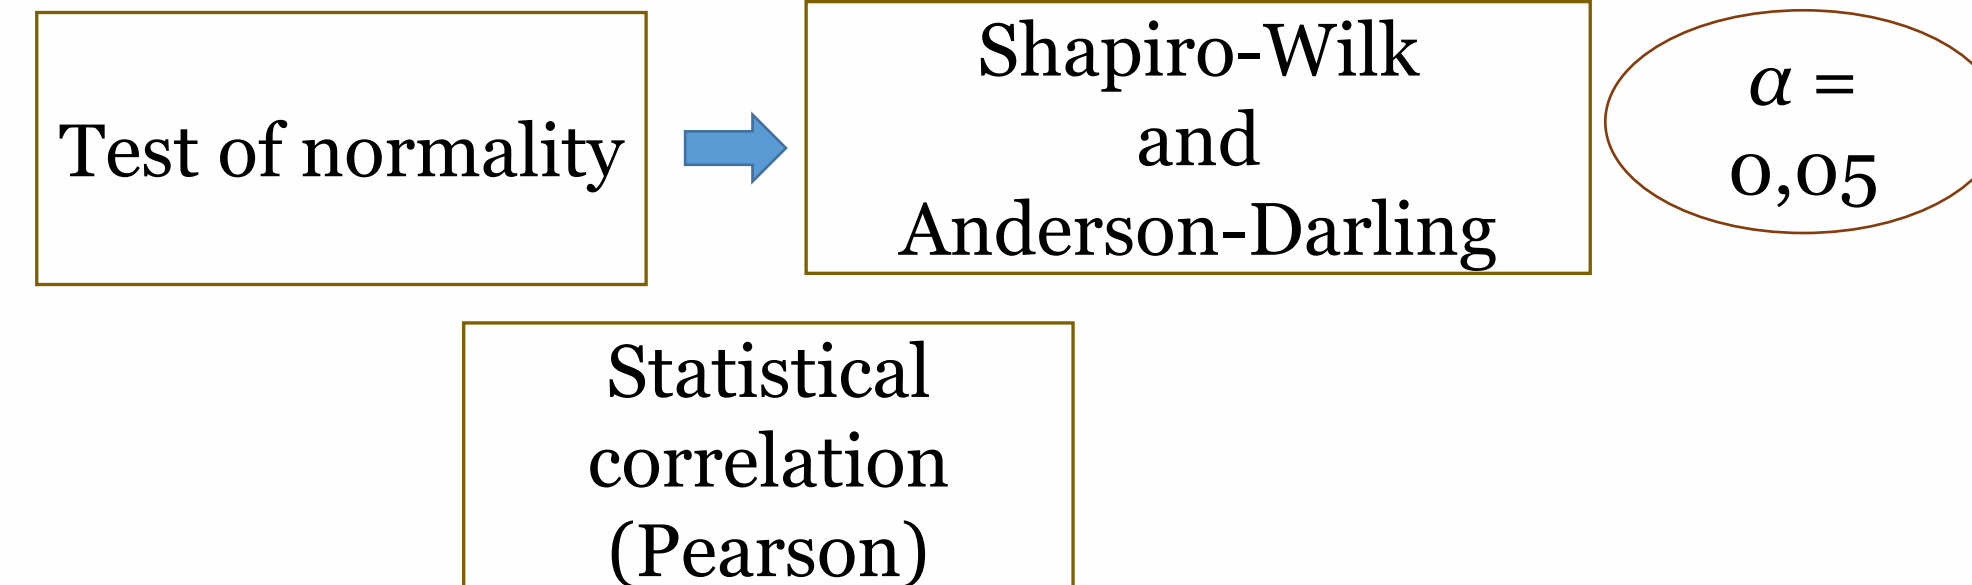 Test of normality
Shapiro-Wilk
and
Anderson-Darling
α =
0,05
Statistical
correlation
(Pearson)